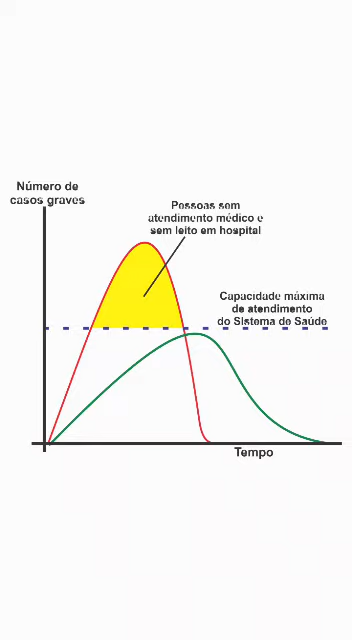 Número de
casos graves
Pessoas sem
atendimento médico e
sem leito em hospital
Capacidade máxima
de atendimento
do Sistema de Saúde
Tempo